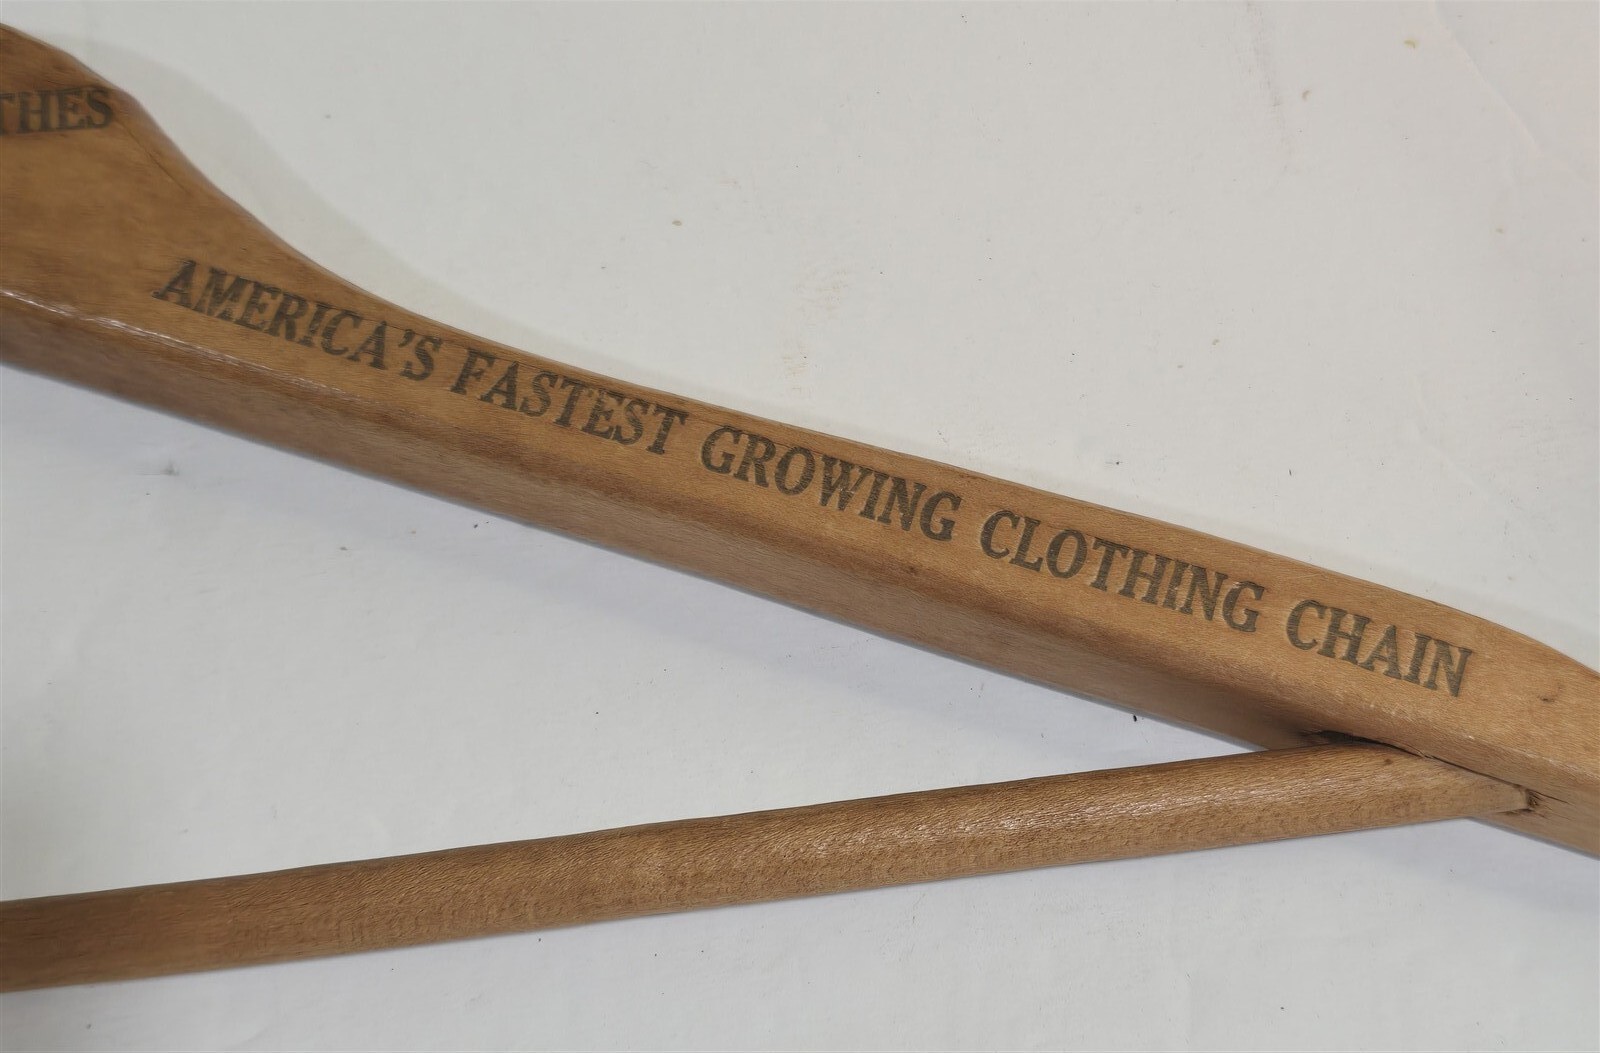 THES
AMERICA'S FASTEST GROWING CLOTHING CHAIN